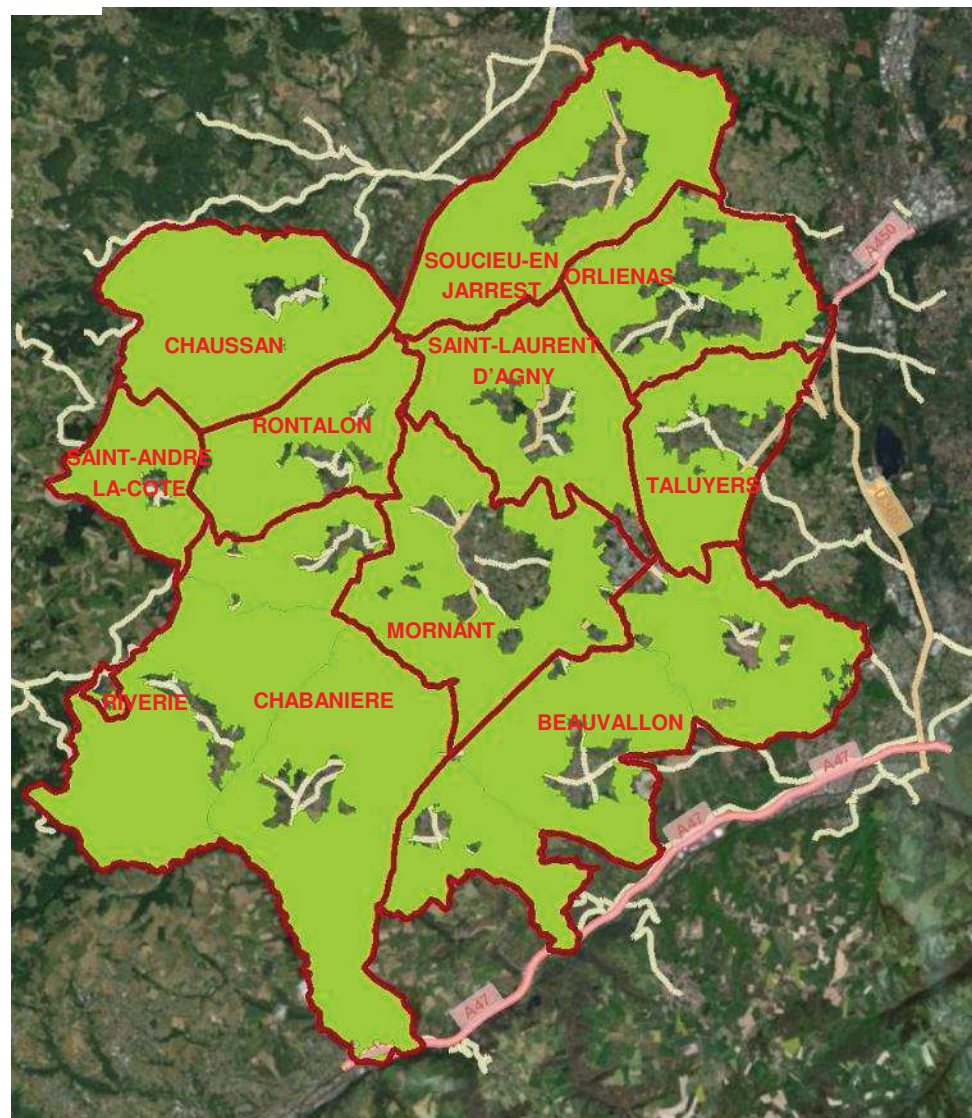 A450
SOUCIEU-EN
JARREST
ORLIENAS
CHAUSSAN
SAINT-LAURENT
D'AGNY
RONTALON
SAINT-ANDRE
LA-COTE
TALUYERS
MORNANT
RIVERIE
CHABANIERE
BEAUVALLON
A47
A47
A47